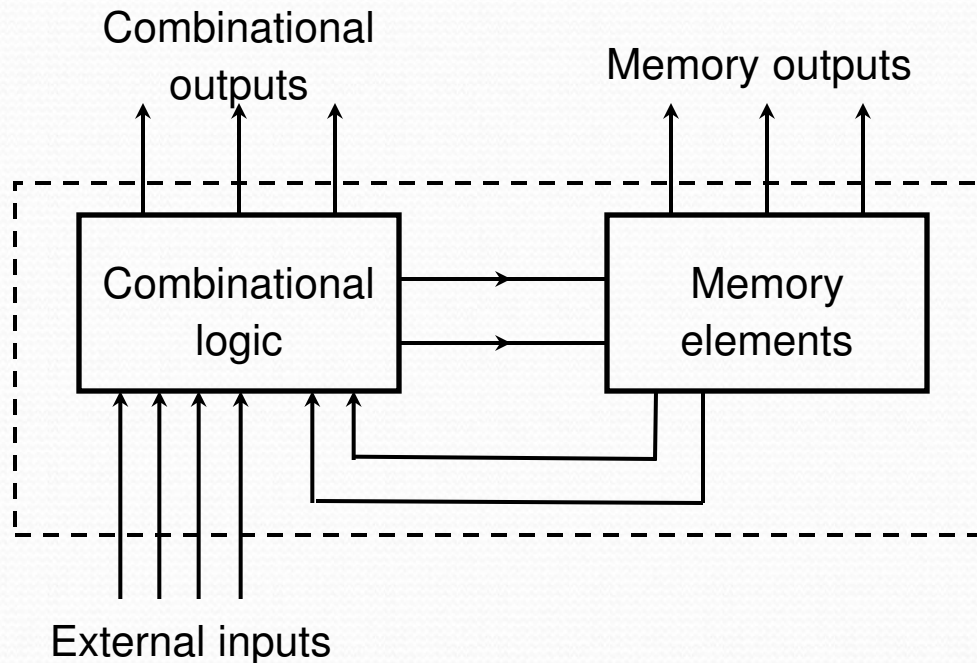 Combinational
outputs
Memory outputs
Combinational
logic
Memory
elements
External inputs